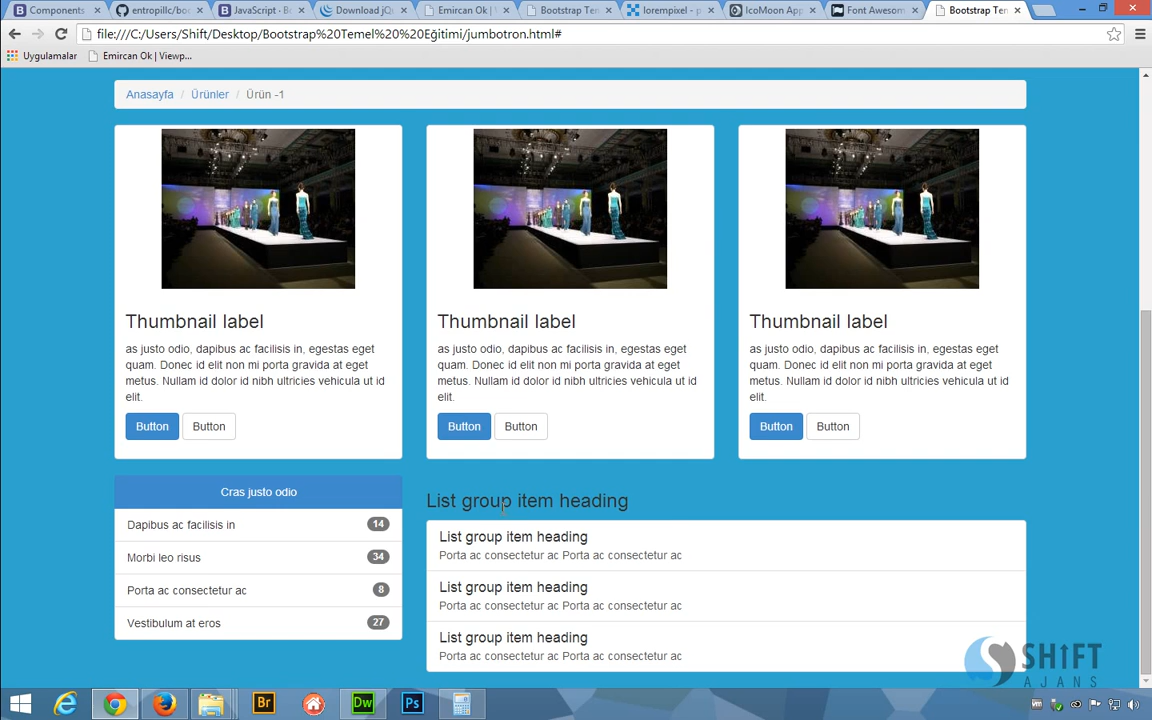 Components
entropillc/boo
JavaScript - Bo
Download jQ
Emircan Ok |
Bootstrap Te
lorempixel - p
IcoMoon App
Font Awesom
Bootstrap Tem
file:///C:/Users/Shift/Desktop/Bootstrap%20Temel%20%20Eğitimi/jumbotron.html#
Uygulamalar
Emircan Ok | Viewp...
Anasayfa / Ürünler / Ürün -1
Thumbnail label
as justo odio, dapibus ac facilisis in, egestas eget
quam. Donec id elit non mi porta gravida at eget
metus. Nullam id dolor id nibh ultricies vehicula ut id
elit.
Button Button
Thumbnail label
as justo odio, dapibus ac facilisis in, egestas eget
quam. Donec id elit non mi porta gravida at eget
metus. Nullam id dolor id nibh ultricies vehicula ut id
elit.
Button Button
Thumbnail label
as justo odio, dapibus ac facilisis in, egestas eget
quam. Donec id elit non mi porta gravida at eget
metus. Nullam id dolor id nibh ultricies vehicula ut id
elit.
Button Button
Cras justo odio
Dapibus ac facilisis in 14
Morbi leo risus 34
Porta ac consectetur ac 8
Vestibulum at eros 27
List group item heading
List group item heading
Porta ac consectetur ac Porta ac consectetur ac
List group item heading
Porta ac consectetur ac Porta ac consectetur ac
List group item heading
Porta ac consectetur ac Porta ac consectetur ac
SHIFT
AJANS
Br
Dw
Ps